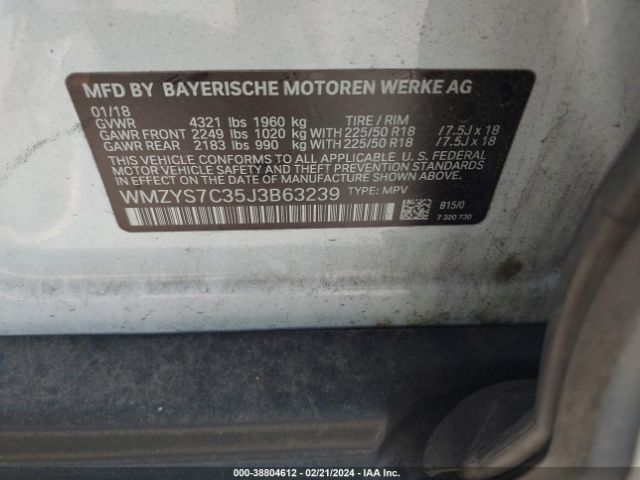 MFD BY BAYERISCHE MOTOREN WERKE AG
01/18
GVWR 4321 lbs 1960 kg TIRE / RIM
GAWR FRONT 2249 lbs 1020 kg WITH 225/50 R18 /7.5J x 18
GAWR REAR 2183 lbs 990 kg WITH 225/50 R18 /7.5J x 18
THIS VEHICLE CONFORMS TO ALL APPLICABLE U. S. FEDERAL
MOTOR VEHICLE SAFETY, BUMPER, AND THEFT PREVENTION STANDARDS
IN EFFECT ON THE DATE OF MANUFACTURE SHOWN ABOVE.
WMZYS7C35J3B63239 TYPE: MPV
B15/0
7 320 730
000-38804612 - 02/21/2024 - IAA Inc.